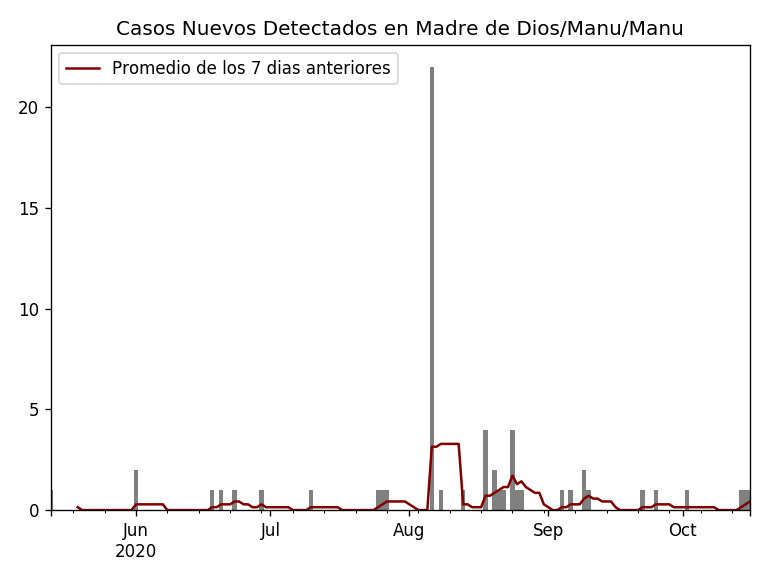 Casos Nuevos Detectados en Madre de Dios/Manu/Manu
Promedio de los 7 dias anteriores
20
15
10
5
0
Jun Jul Aug Sep Oct
2020